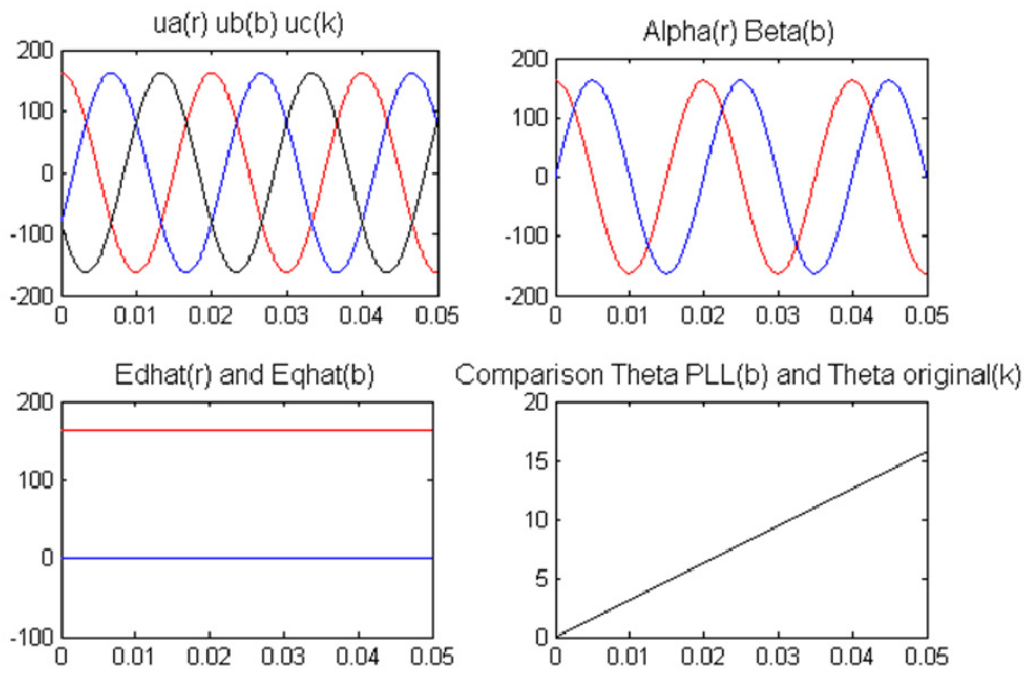 ua(r) ub(b) uc(k)
200
100
0
-100
-200
0 0.01 0.02 0.03 0.04 0.05
Alpha(r) Beta(b)
200
100
0
-100
-200
0 0.01 0.02 0.03 0.04 0.05
Edhat(r) and Eqhat(b)
200
100
0
-100
0 0.01 0.02 0.03 0.04 0.05
Comparison Theta PLL(b) and Theta original(k)
20
15
10
5
0
0 0.01 0.02 0.03 0.04 0.05